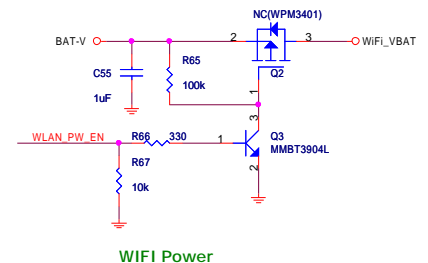 NC(WPM3401)
BAT-V
2
3
WiFi_VBAT
R65
100k
C55
1uF
Q2
1
3
WLAN_PW_EN
R66
330
1
Q3
MMBT3904L
2
R67
10k
WIFI Power